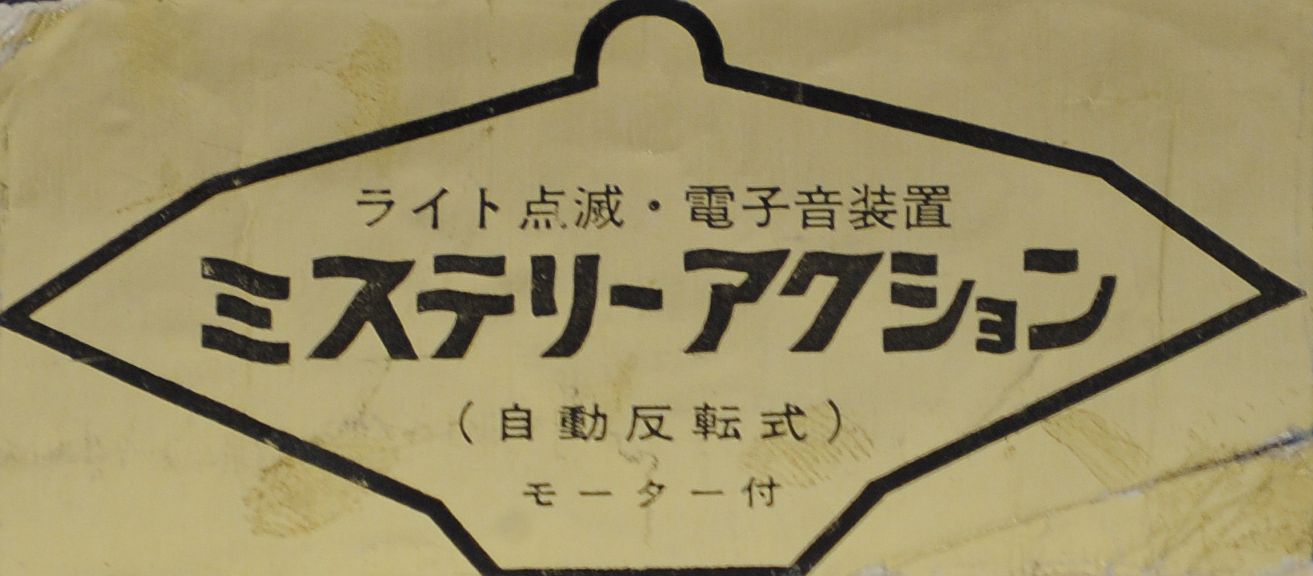 ライト点滅・電子音装置
ミステリーアクション
(自動反転式)
モーター付